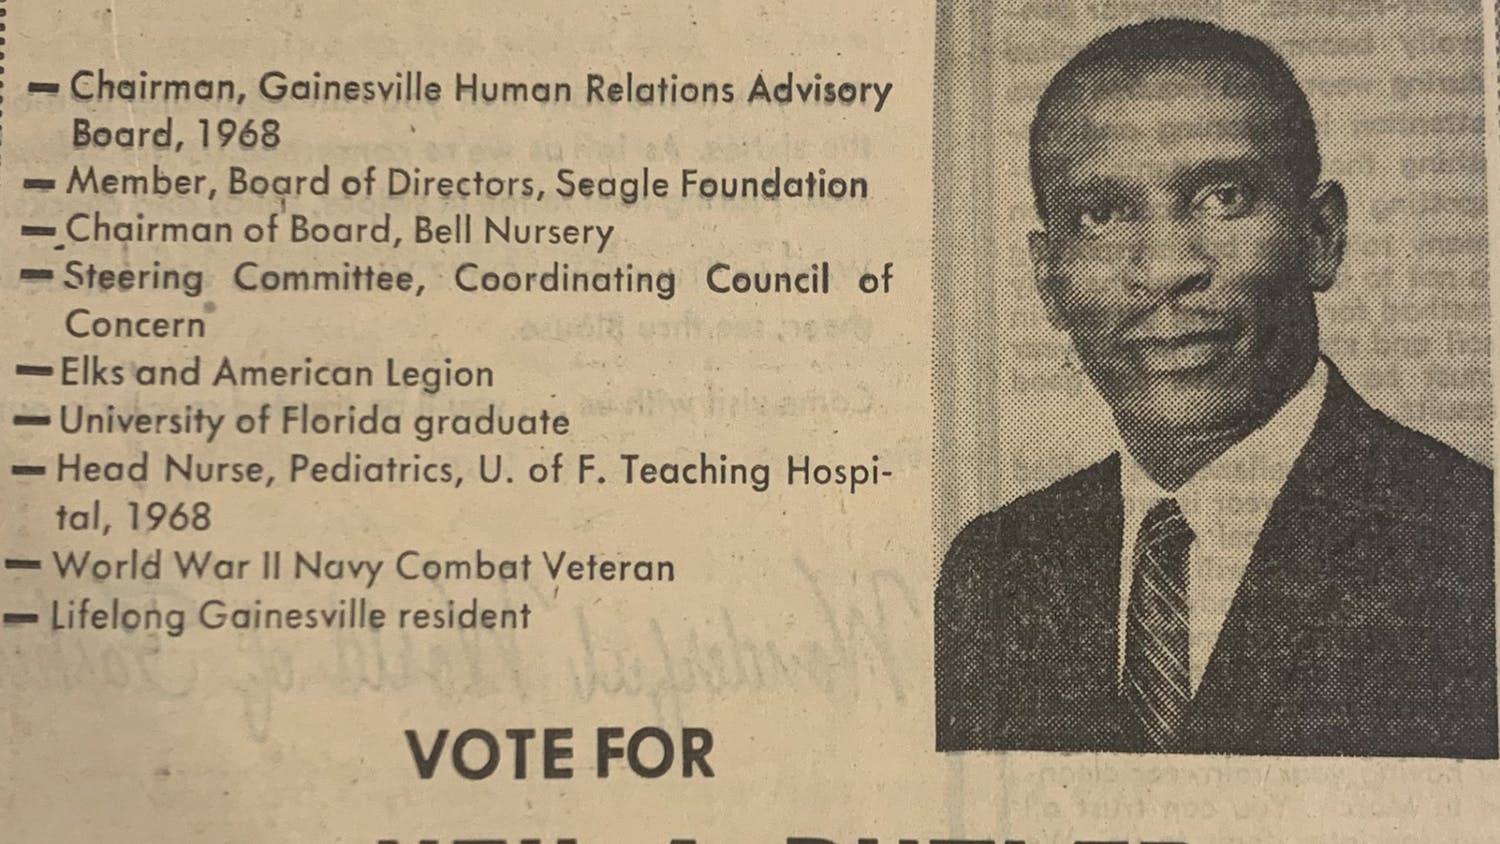 — Chairman, Gainesville Human Relations Advisory
Board, 1968
— Member, Board of Directors, Seagle Foundation
— Chairman of Board, Bell Nursery
— Steering Committee, Coordinating Council of
Concern
— Elks and American Legion
— University of Florida graduate
— Head Nurse, Pediatrics, U. of F. Teaching Hospi-
tal, 1968
— World War II Navy Combat Veteran
— Lifelong Gainesville resident
VOTE FOR